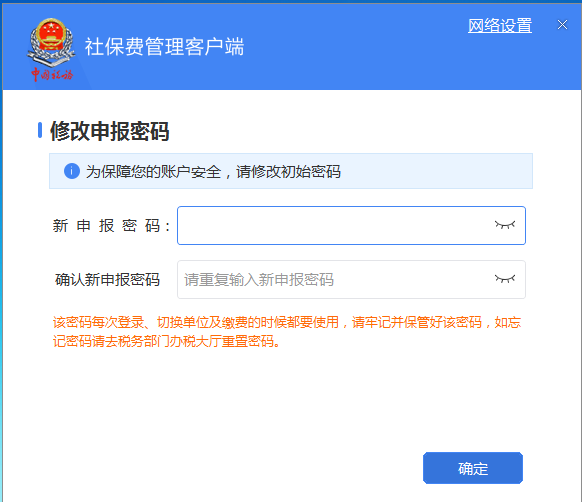 网络设置
社保费管理客户端
中国税务
修改申报密码
为保障您的账户安全，请修改初始密码
新 申 报 密 码：
确认新申报密码
请重复输入新申报密码
该密码每次登录、切换单位及缴费的时候都要使用，请牢记并保管好该密码，如忘
记密码请去税务部门办税大厅重置密码。
确定